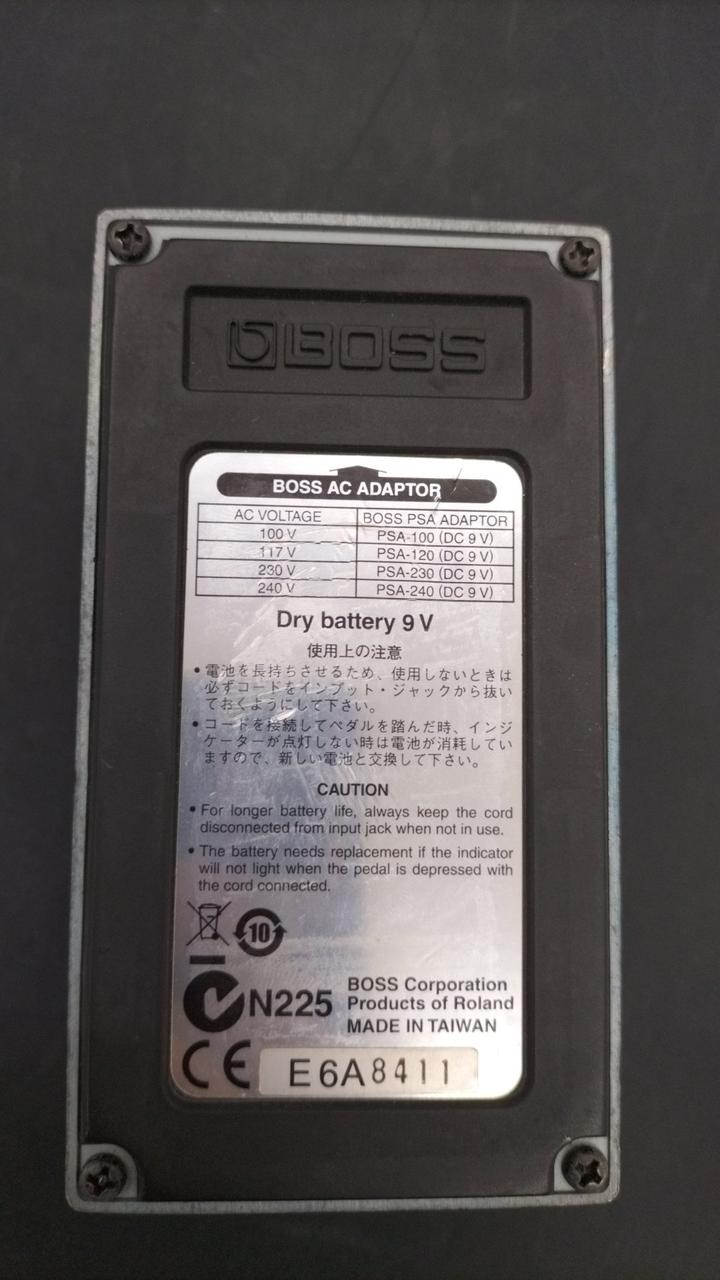 BOSS
BOSS AC ADAPTOR
AC VOLTAGE BOSS PSA ADAPTOR
100 V PSA-100 (DC 9 V)
117 V PSA-120 (DC 9 V)
230 V PSA-230 (DC 9 V)
240 V PSA-240 (DC 9 V)
Dry battery 9 V
使用上の注意
• 電池を長持ちさせるため、使用しないときは
必ずコードをインプット・ジャックから抜い
ておくようにして下さい。
• コードを接続してペダルを踏んだ時、インジ
ケーターが点灯しない時は電池が消耗してい
ますので、新しい電池と交換して下さい。
CAUTION
• For longer battery life, always keep the cord
disconnected from input jack when not in use.
• The battery needs replacement if the indicator
will not light when the pedal is depressed with
the cord connected.
10
N225
BOSS Corporation
Products of Roland
MADE IN TAIWAN
CE
E6A8411